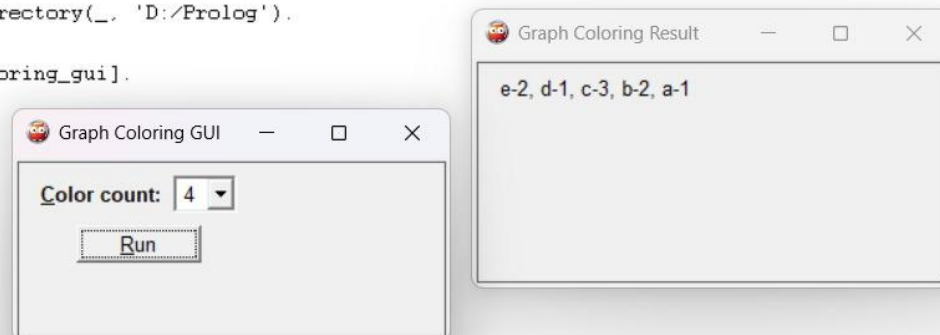 rectory(_, 'D:/Prolog').
oring_gui].
Graph Coloring GUI
Color count: 4
Run
Graph Coloring Result
e-2, d-1, c-3, b-2, a-1